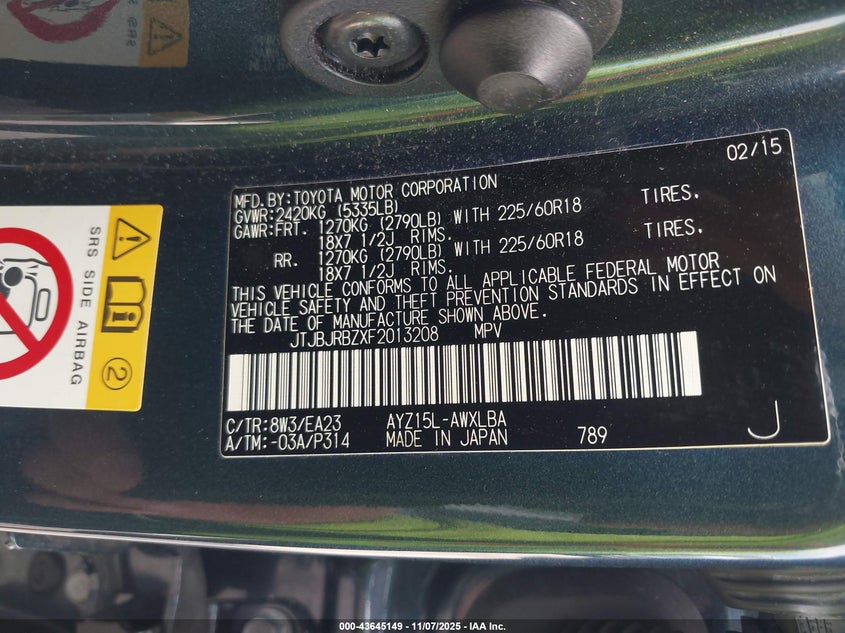 02/15
MFD.BY:TOYOTA MOTOR CORPORATION
GVWR:2420KG (5335LB)
GAWR:FRT. 1270KG (2790LB) WITH 225/60R18 TIRES,
18X7 1/2J RIMS.
RR. 1270KG (2790LB) WITH 225/60R18 TIRES,
18X7 1/2J RIMS.
THIS VEHICLE CONFORMS TO ALL APPLICABLE FEDERAL MOTOR
VEHICLE SAFETY AND THEFT PREVENTION STANDARDS IN EFFECT ON
THE DATE OF MANUFACTURE SHOWN ABOVE.
JTJBJRBZXF2013208 MPV
C/TR:8W3/EA23 AYZ15L-AWXLBA
A/TM:-03A/P314 MADE IN JAPAN 789
J
SRS SIDE AIRBAG
2
000-43645149 - 11/07/2025 - IAA Inc.